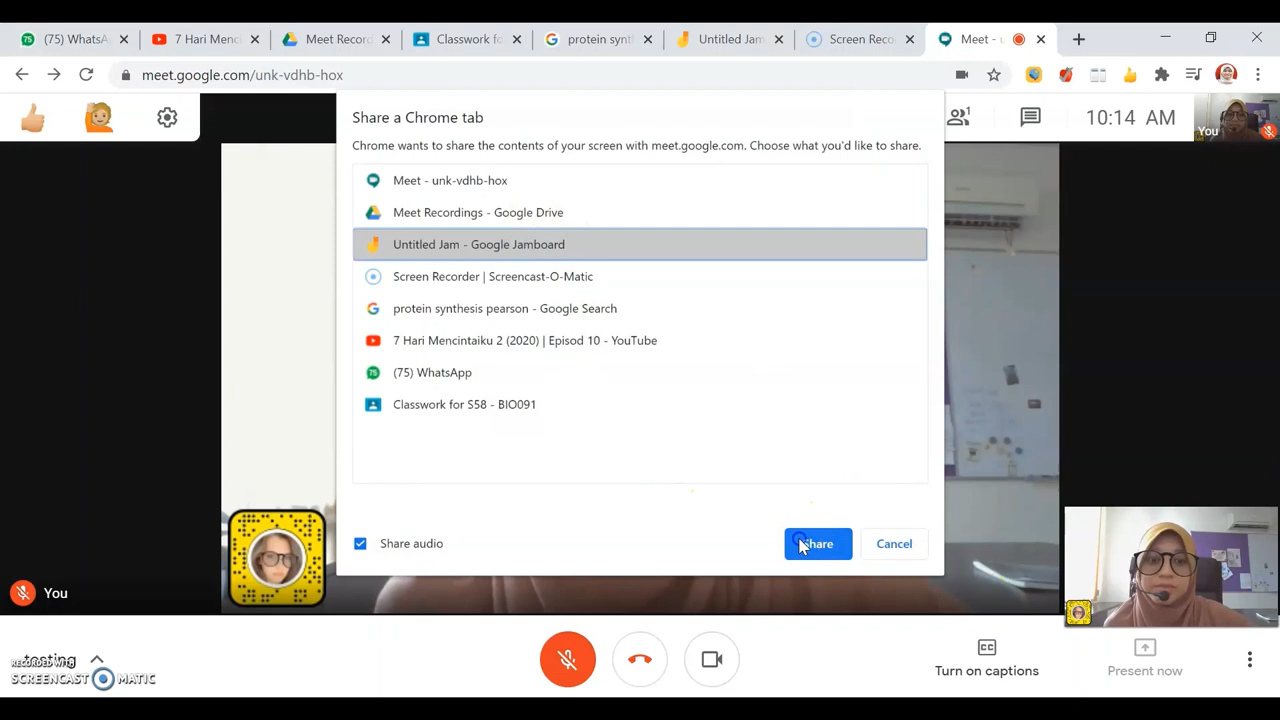 (75) WhatsA
7 Hari Menci
Meet Record
Classwork fo
protein synt
Untitled Jam
Screen Reco
Meet - u
meet.google.com/unk-vdhb-hox
Share a Chrome tab
Chrome wants to share the contents of your screen with meet.google.com. Choose what you'd like to share.
1
10:14 AM
You
Meet - unk-vdhb-hox
Meet Recordings - Google Drive
Untitled Jam - Google Jamboard
Screen Recorder | Screencast-O-Matic
protein synthesis pearson - Google Search
7 Hari Mencintaiku 2 (2020) | Episod 10 - YouTube
75
(75) WhatsApp
Classwork for S58 - BIO091
Share audio
Share
Cancel
You
testing
CC
Turn on captions
Present now
RECORDED WITH
SCREENCAST MATIC